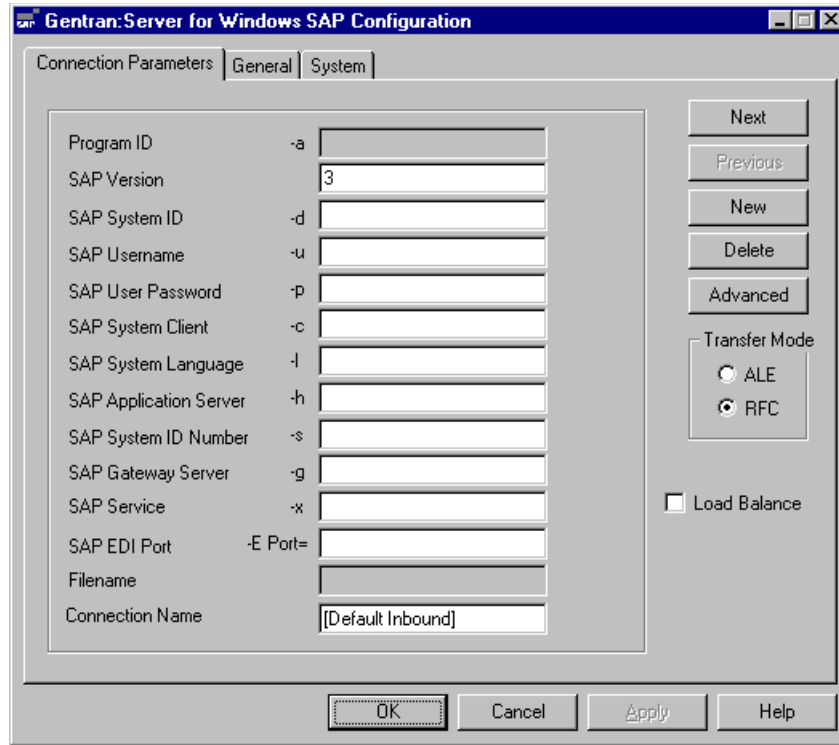 SAP Gentran:Server for Windows SAP Configuration
Connection Parameters General System
Program ID -a
SAP Version 3
SAP System ID -d
SAP Username -u
SAP User Password -p
SAP System Client -c
SAP System Language -l
SAP Application Server -h
SAP System ID Number -s
SAP Gateway Server -g
SAP Service -x
SAP EDI Port -E Port=
Filename
Connection Name [Default Inbound]
Next
Previous
New
Delete
Advanced
Transfer Mode
ALE
RFC
Load Balance
OK Cancel Apply Help